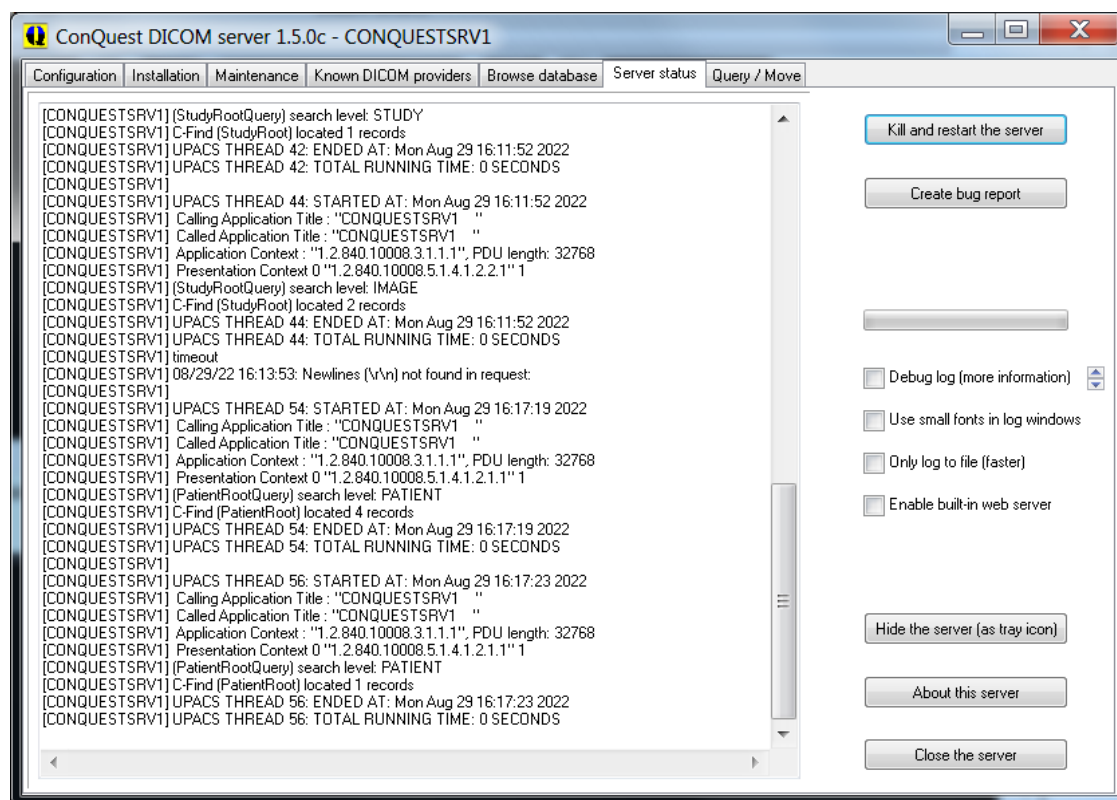 ConQuest DICOM server 1.5.0c - CONQUESTSRV1
Configuration Installation Maintenance Known DICOM providers Browse database Server status Query / Move
[CONQUESTSRV1] (StudyRootQuery) search level: STUDY
[CONQUESTSRV1] C-Find (StudyRoot) located 1 records
[CONQUESTSRV1] UPACS THREAD 42: ENDED AT: Mon Aug 29 16:11:52 2022
[CONQUESTSRV1] UPACS THREAD 42: TOTAL RUNNING TIME: 0 SECONDS
[CONQUESTSRV1]
[CONQUESTSRV1] UPACS THREAD 44: STARTED AT: Mon Aug 29 16:11:52 2022
[CONQUESTSRV1] Calling Application Title : "CONQUESTSRV1    "
[CONQUESTSRV1] Called Application Title : "CONQUESTSRV1    "
[CONQUESTSRV1] Application Context : "1.2.840.10008.3.1.1.1", PDU length: 32768
[CONQUESTSRV1] Presentation Context 0 "1.2.840.10008.5.1.4.1.2.2.1" 1
[CONQUESTSRV1] (StudyRootQuery) search level: IMAGE
[CONQUESTSRV1] C-Find (StudyRoot) located 2 records
[CONQUESTSRV1] UPACS THREAD 44: ENDED AT: Mon Aug 29 16:11:52 2022
[CONQUESTSRV1] UPACS THREAD 44: TOTAL RUNNING TIME: 0 SECONDS
[CONQUESTSRV1] timeout
[CONQUESTSRV1] 08/29/22 16:13:53: Newlines (\r\n) not found in request:
[CONQUESTSRV1]
[CONQUESTSRV1] UPACS THREAD 54: STARTED AT: Mon Aug 29 16:17:19 2022
[CONQUESTSRV1] Calling Application Title : "CONQUESTSRV1    "
[CONQUESTSRV1] Called Application Title : "CONQUESTSRV1    "
[CONQUESTSRV1] Application Context : "1.2.840.10008.3.1.1.1", PDU length: 32768
[CONQUESTSRV1] Presentation Context 0 "1.2.840.10008.5.1.4.1.2.1.1" 1
[CONQUESTSRV1] (PatientRootQuery) search level: PATIENT
[CONQUESTSRV1] C-Find (PatientRoot) located 4 records
[CONQUESTSRV1] UPACS THREAD 54: ENDED AT: Mon Aug 29 16:17:19 2022
[CONQUESTSRV1] UPACS THREAD 54: TOTAL RUNNING TIME: 0 SECONDS
[CONQUESTSRV1]
[CONQUESTSRV1] UPACS THREAD 56: STARTED AT: Mon Aug 29 16:17:23 2022
[CONQUESTSRV1] Calling Application Title : "CONQUESTSRV1    "
[CONQUESTSRV1] Called Application Title : "CONQUESTSRV1    "
[CONQUESTSRV1] Application Context : "1.2.840.10008.3.1.1.1", PDU length: 32768
[CONQUESTSRV1] Presentation Context 0 "1.2.840.10008.5.1.4.1.2.1.1" 1
[CONQUESTSRV1] (PatientRootQuery) search level: PATIENT
[CONQUESTSRV1] C-Find (PatientRoot) located 1 records
[CONQUESTSRV1] UPACS THREAD 56: ENDED AT: Mon Aug 29 16:17:23 2022
[CONQUESTSRV1] UPACS THREAD 56: TOTAL RUNNING TIME: 0 SECONDS
Kill and restart the server
Create bug report
Debug log (more information)
Use small fonts in log windows
Only log to file (faster)
Enable built-in web server
Hide the server (as tray icon)
About this server
Close the server